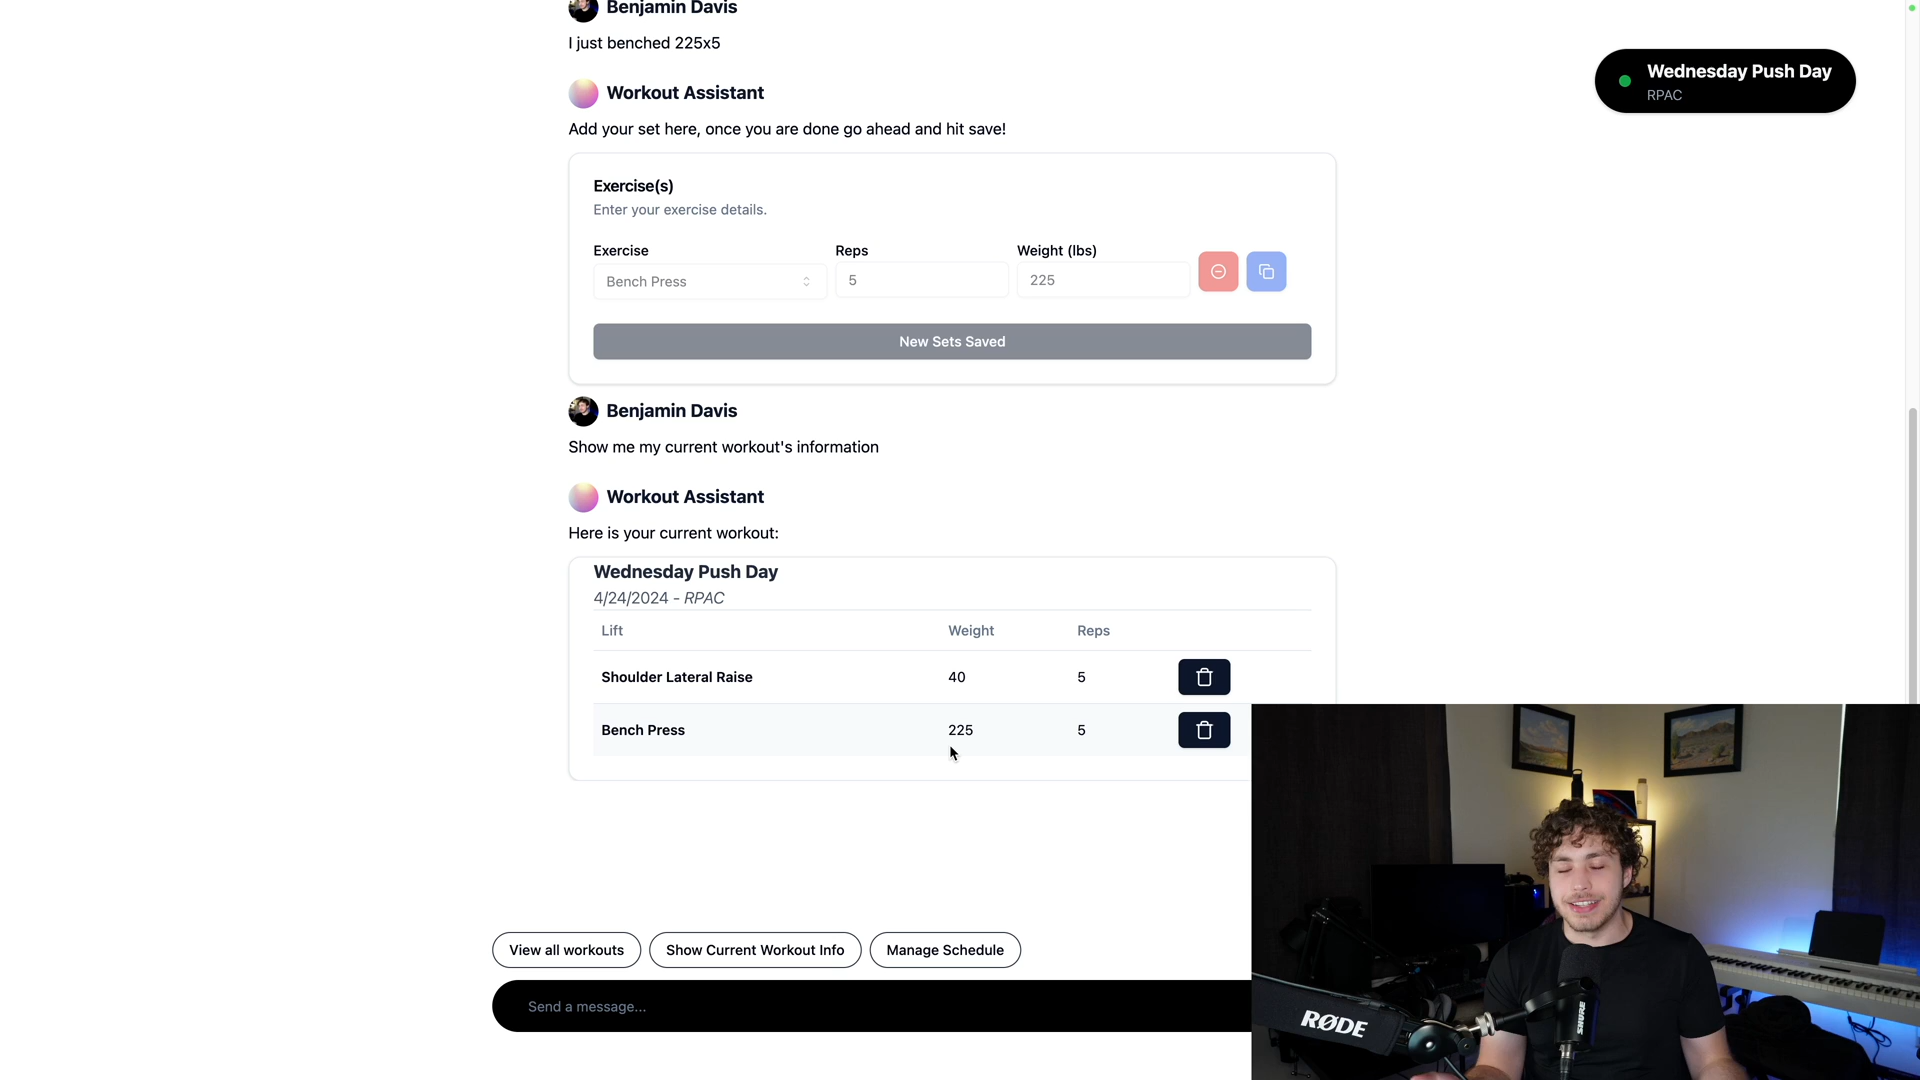 Benjamin Davis
I just benched 225x5
Workout Assistant
Add your set here, once you are done go ahead and hit save!
Wednesday Push Day
RPAC
Exercise(s)
Enter your exercise details.
Exercise Reps Weight (lbs)
Bench Press 5 225
New Sets Saved
Benjamin Davis
Show me my current workout's information
Workout Assistant
Here is your current workout:
Wednesday Push Day
4/24/2024 - RPAC
Lift Weight Reps
Shoulder Lateral Raise 40 5
Bench Press 225 5
View all workouts Show Current Workout Info Manage Schedule
Send a message...
RØDE
SHURE